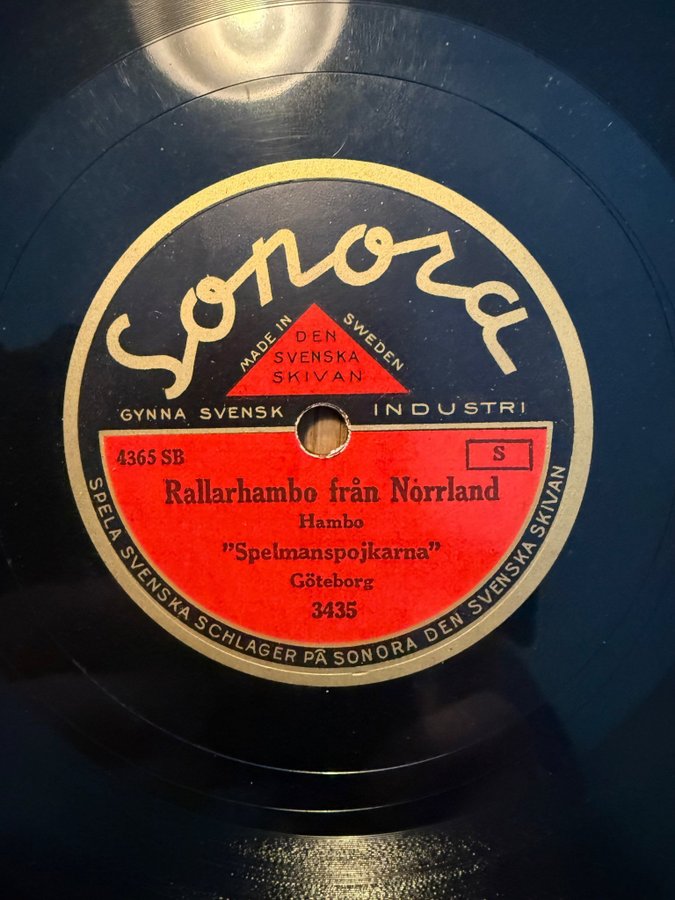 Sonora
MADE IN SWEDEN
DEN
SVENSKA
SKIVAN
GYNNA SVENSK INDUSTRI
4365 SB
S
Rallarhambo från Norrland
Hambo
"Spelmanspojkarna"
Göteborg
3435
SPELA SVENSKA SCHLAGER PÅ SONORA DEN SVENSKA SKIVAN